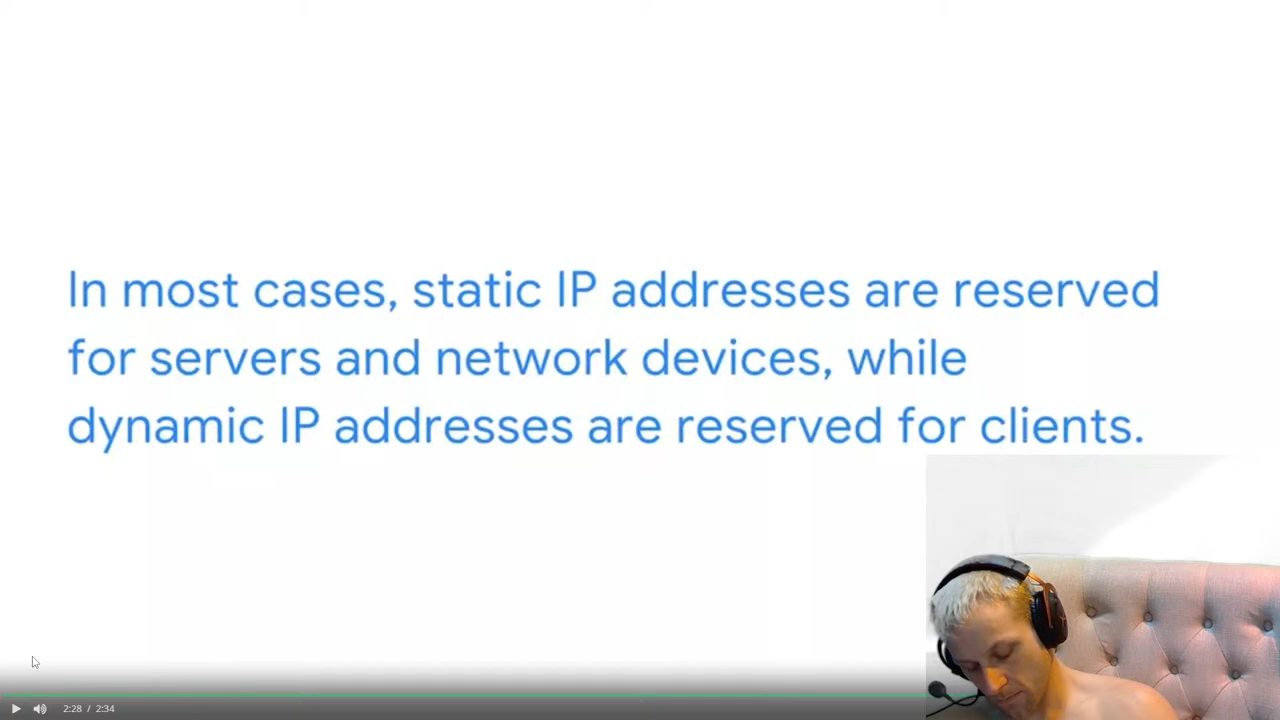 In most cases, static IP addresses are reserved
for servers and network devices, while
dynamic IP addresses are reserved for clients.
2:28 / 2:34